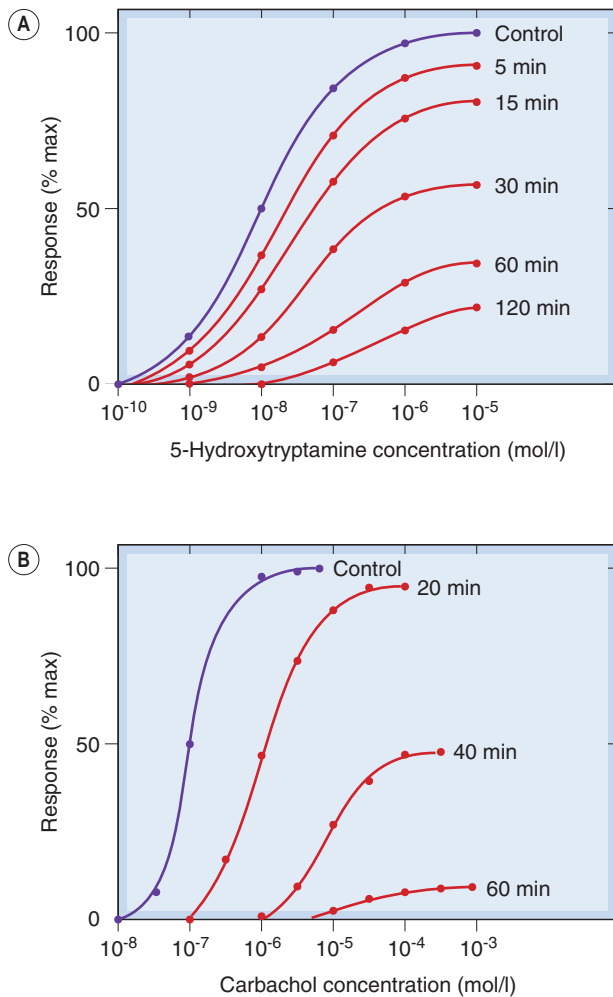 A
Response (% max)
100
50
0
Control
5 min
15 min
30 min
60 min
120 min
10-10
10-9
10-8
10-7
10-6
10-5
5-Hydroxytryptamine concentration (mol/l)
B
Response (% max)
100
50
0
Control
20 min
40 min
60 min
10-8
10-7
10-6
10-5
10-4
10-3
Carbachol concentration (mol/l)